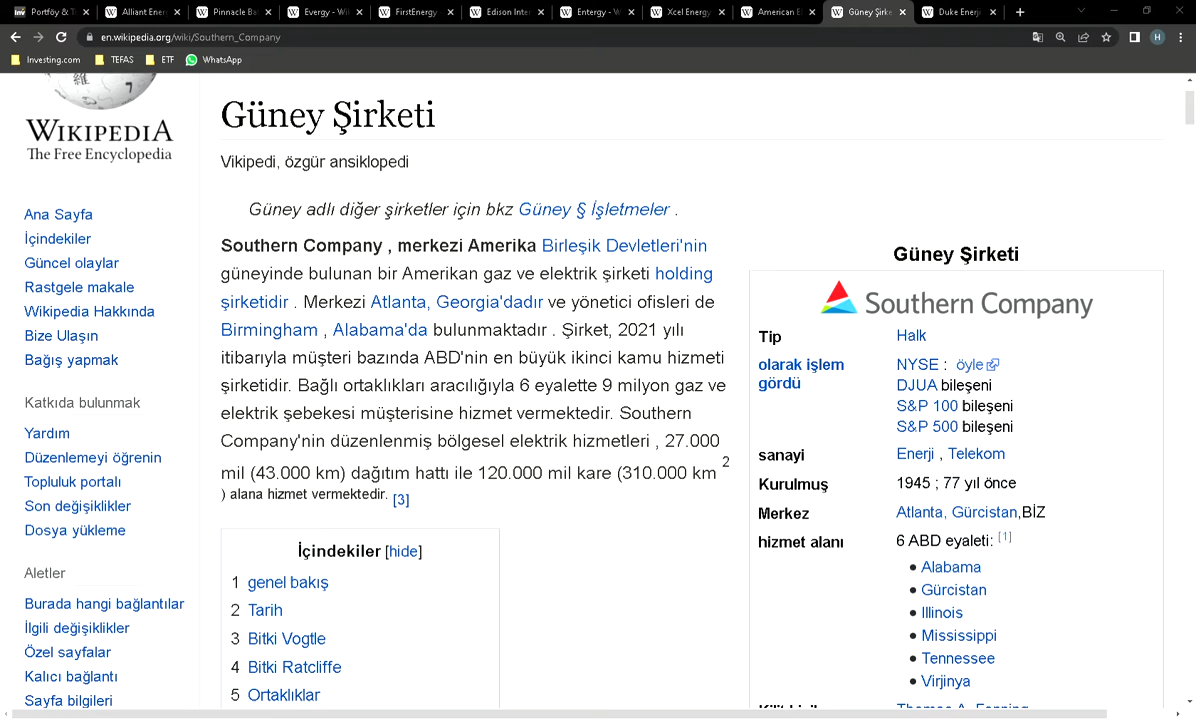 Portföy & T
Alliant Ener
Pinnacle
Evergy - Wi
FirstEnergy
Edison Inte
Entergy - W
Xcel Energy
American E
Güney Şirke
Duke Enerji
en.wikipedia.org/wiki/Southern_Company
H
Investing.com
TEFAS
ETF
WhatsApp
WIKIPEDIA
The Free Encyclopedia
Ana Sayfa
İçindekiler
Güncel olaylar
Rastgele makale
Wikipedia Hakkında
Bize Ulaşın
Bağış yapmak
Katkıda bulunmak
Yardım
Düzenlemeyi öğrenin
Topluluk portalı
Son değişiklikler
Dosya yükleme
Aletler
Burada hangi bağlantılar
İlgili değişiklikler
Özel sayfalar
Kalıcı bağlantı
Sayfa bilgileri
Güney Şirketi
Vikipedi, özgür ansiklopedi
Güney adlı diğer şirketler için bkz Güney § İşletmeler .
Southern Company , merkezi Amerika Birleşik Devletleri'nin
güneyinde bulunan bir Amerikan gaz ve elektrik şirketi holding
şirketidir . Merkezi Atlanta, Georgia'dadır ve yönetici ofisleri de
Birmingham , Alabama'da bulunmaktadır . Şirket, 2021 yılı
itibarıyla müşteri bazında ABD'nin en büyük ikinci kamu hizmeti
şirketidir. Bağlı ortaklıkları aracılığıyla 6 eyalette 9 milyon gaz ve
elektrik şebekesi müşterisine hizmet vermektedir. Southern
Company'nin düzenlenmiş bölgesel elektrik hizmetleri , 27.000
mil (43.000 km) dağıtım hattı ile 120.000 mil kare (310.000 km 2
) alana hizmet vermektedir. [3]
İçindekiler [hide]
1 genel bakış
2 Tarih
3 Bitki Vogtle
4 Bitki Ratcliffe
5 Ortaklıklar
Güney Şirketi
Southern Company
Tip Halk
olarak işlem gördü NYSE : öyle
DJUA bileşeni
S&P 100 bileşeni
S&P 500 bileşeni
sanayi Enerji , Telekom
Kurulmuş 1945 ; 77 yıl önce
Merkez Atlanta, Gürcistan,BİZ
hizmet alanı 6 ABD eyaleti: [1]
Alabama
Gürcistan
Illinois
Mississippi
Tennessee
Virjinya